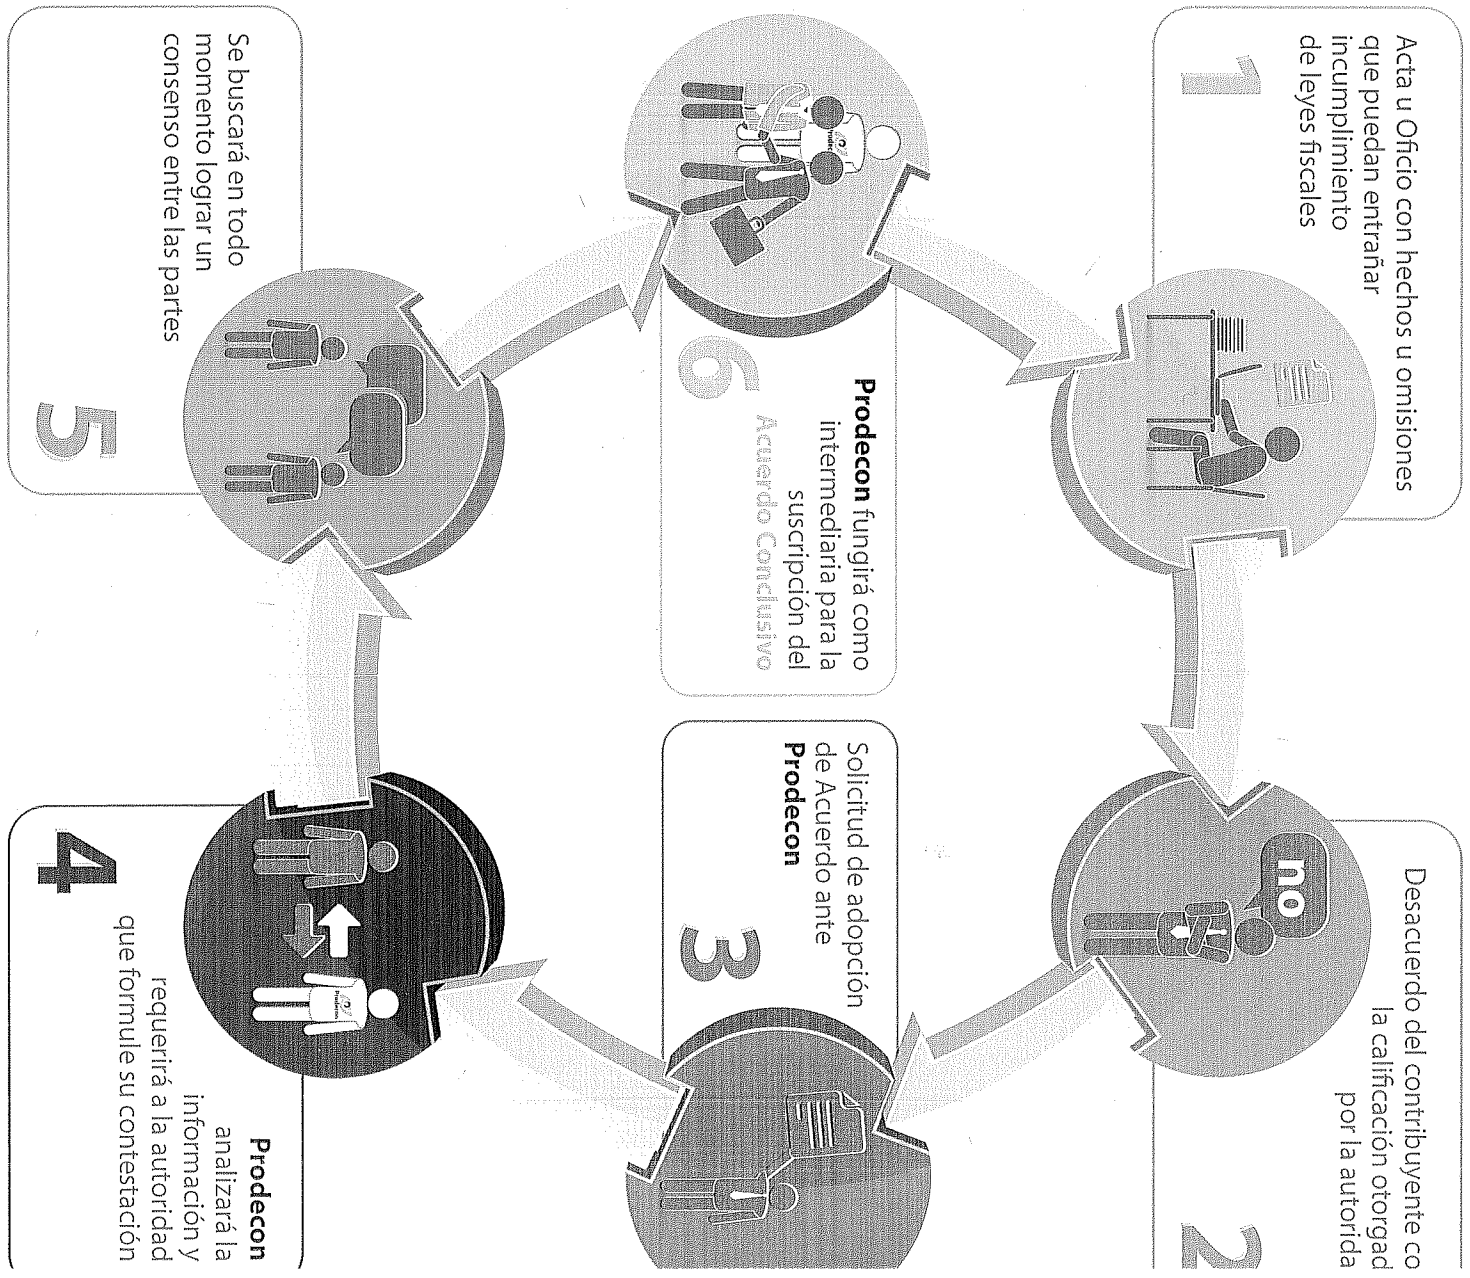 1
Acta u Oficio con hechos u omisiones
que puedan entrañar
incumplimiento
de leyes fiscales
Desacuerdo del contribuyente co
la calificación otorgad
por la autorida
2
no
Solicitud de adopción
de Acuerdo ante
Prodecon
3
4
Prodecon
analizará la
información y
requerirá a la autoridad
que formule su contestación
Prodecon
Se buscará en todo
momento lograr un
consenso entre las partes
5
6
Prodecon fungirá como
intermediaria para la
suscripción del
Acuerdo Conclusivo
Prodecon